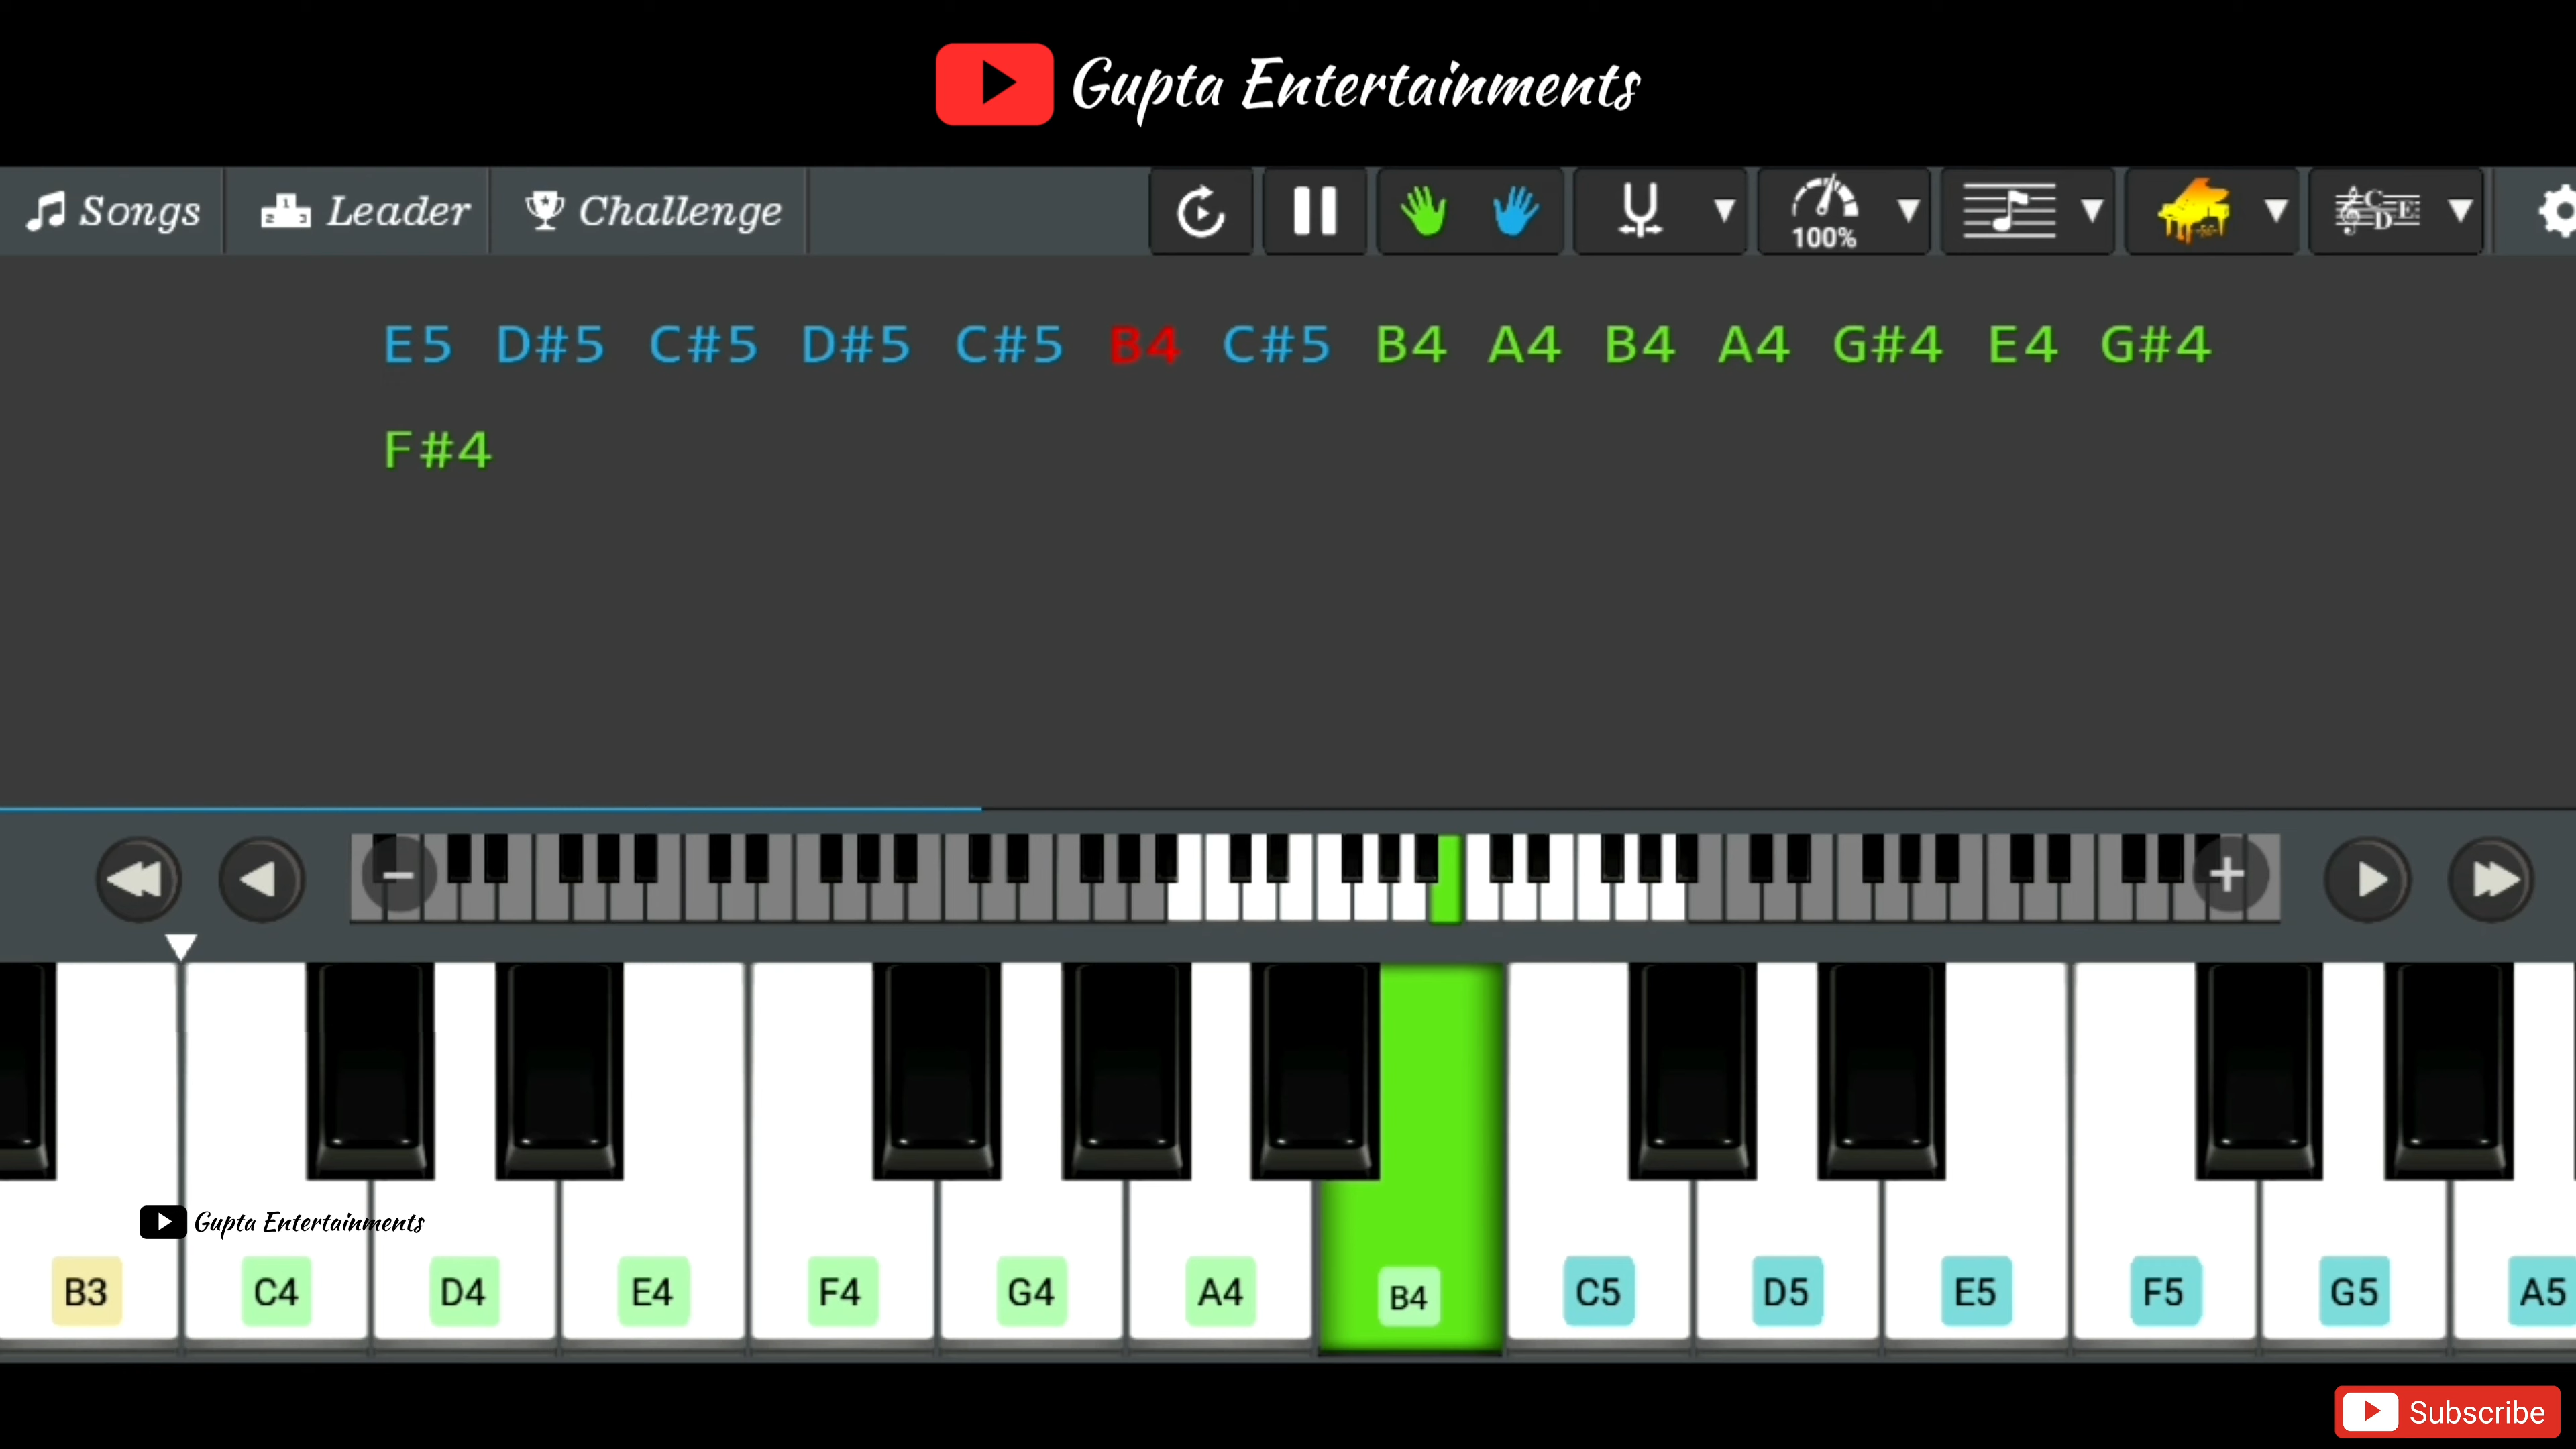 Gupta Entertainments
Songs Leader Challenge 100%
E5 D#5 C#5 D#5 C#5 B4 C#5 B4 A4 B4 A4 G#4 E4 G#4
F#4
Gupta Entertainments
B3 C4 D4 E4 F4 G4 A4 B4 C5 D5 E5 F5 G5 A5
Subscribe